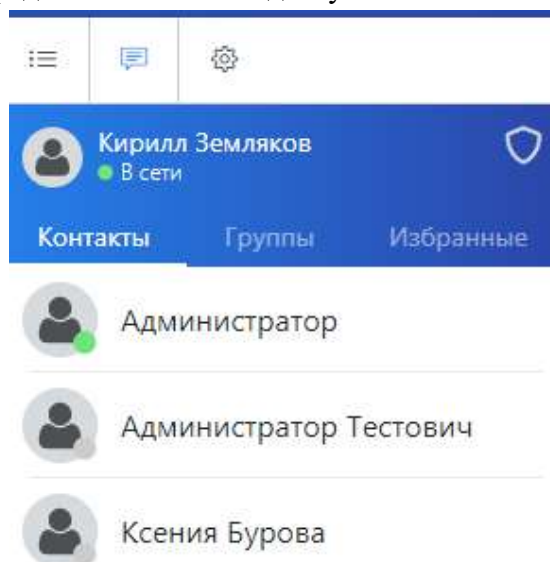 Кирилл Земляков
В сети
Контакты Группы Избранные
Администратор
Администратор Тестович
Ксения Бурова